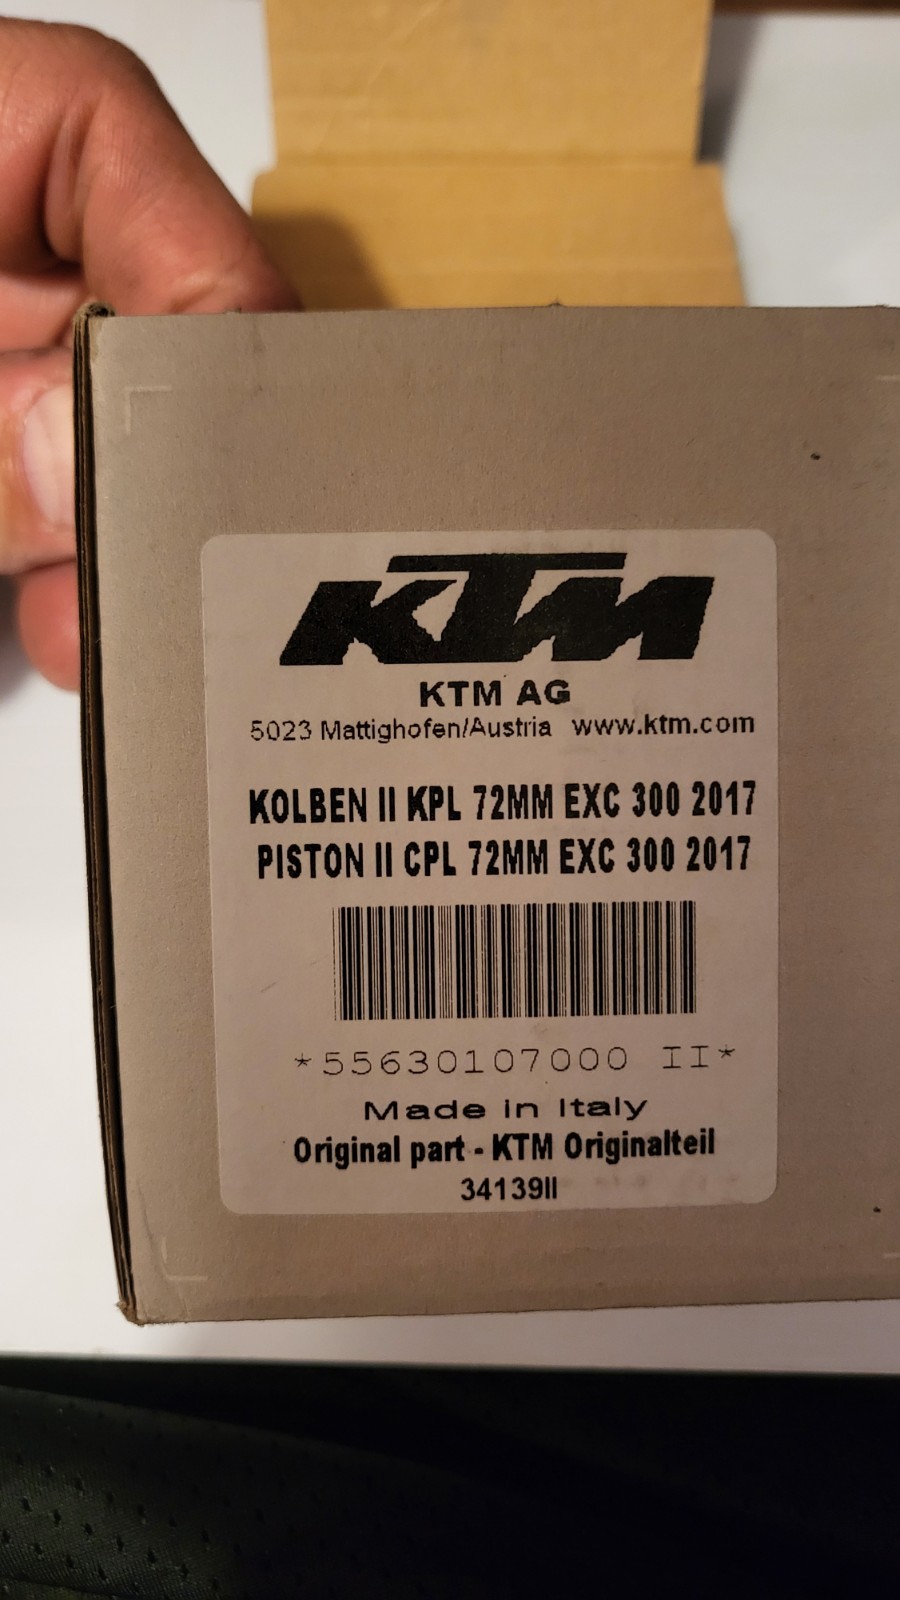 KTM
KTM AG
5023 Mattighofen/Austria www.ktm.com
KOLBEN II KPL 72MM EXC 300 2017
PISTON II CPL 72MM EXC 300 2017
*55630107000 II*
Made in Italy
Original part - KTM Originalteil
34139II